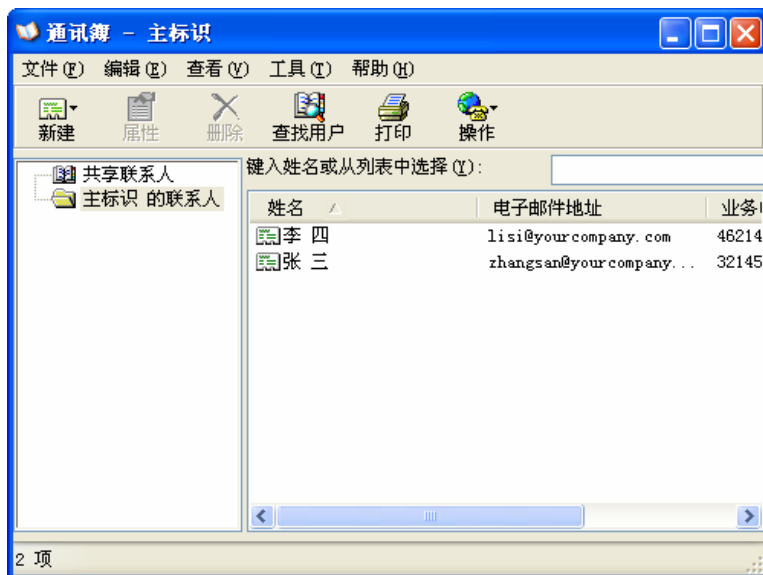 通讯簿 - 主标识
文件(F) 编辑(E) 查看(V) 工具(T) 帮助(H)
新建 属性 删除 查找用户 打印 操作
共享联系人
主标识 的联系人
键入姓名或从列表中选择(Y):
姓名 电子邮件地址 业务
李 四 lisi@yourcompany.com 46214
张 三 zhangsan@yourcompany... 32145
2 项